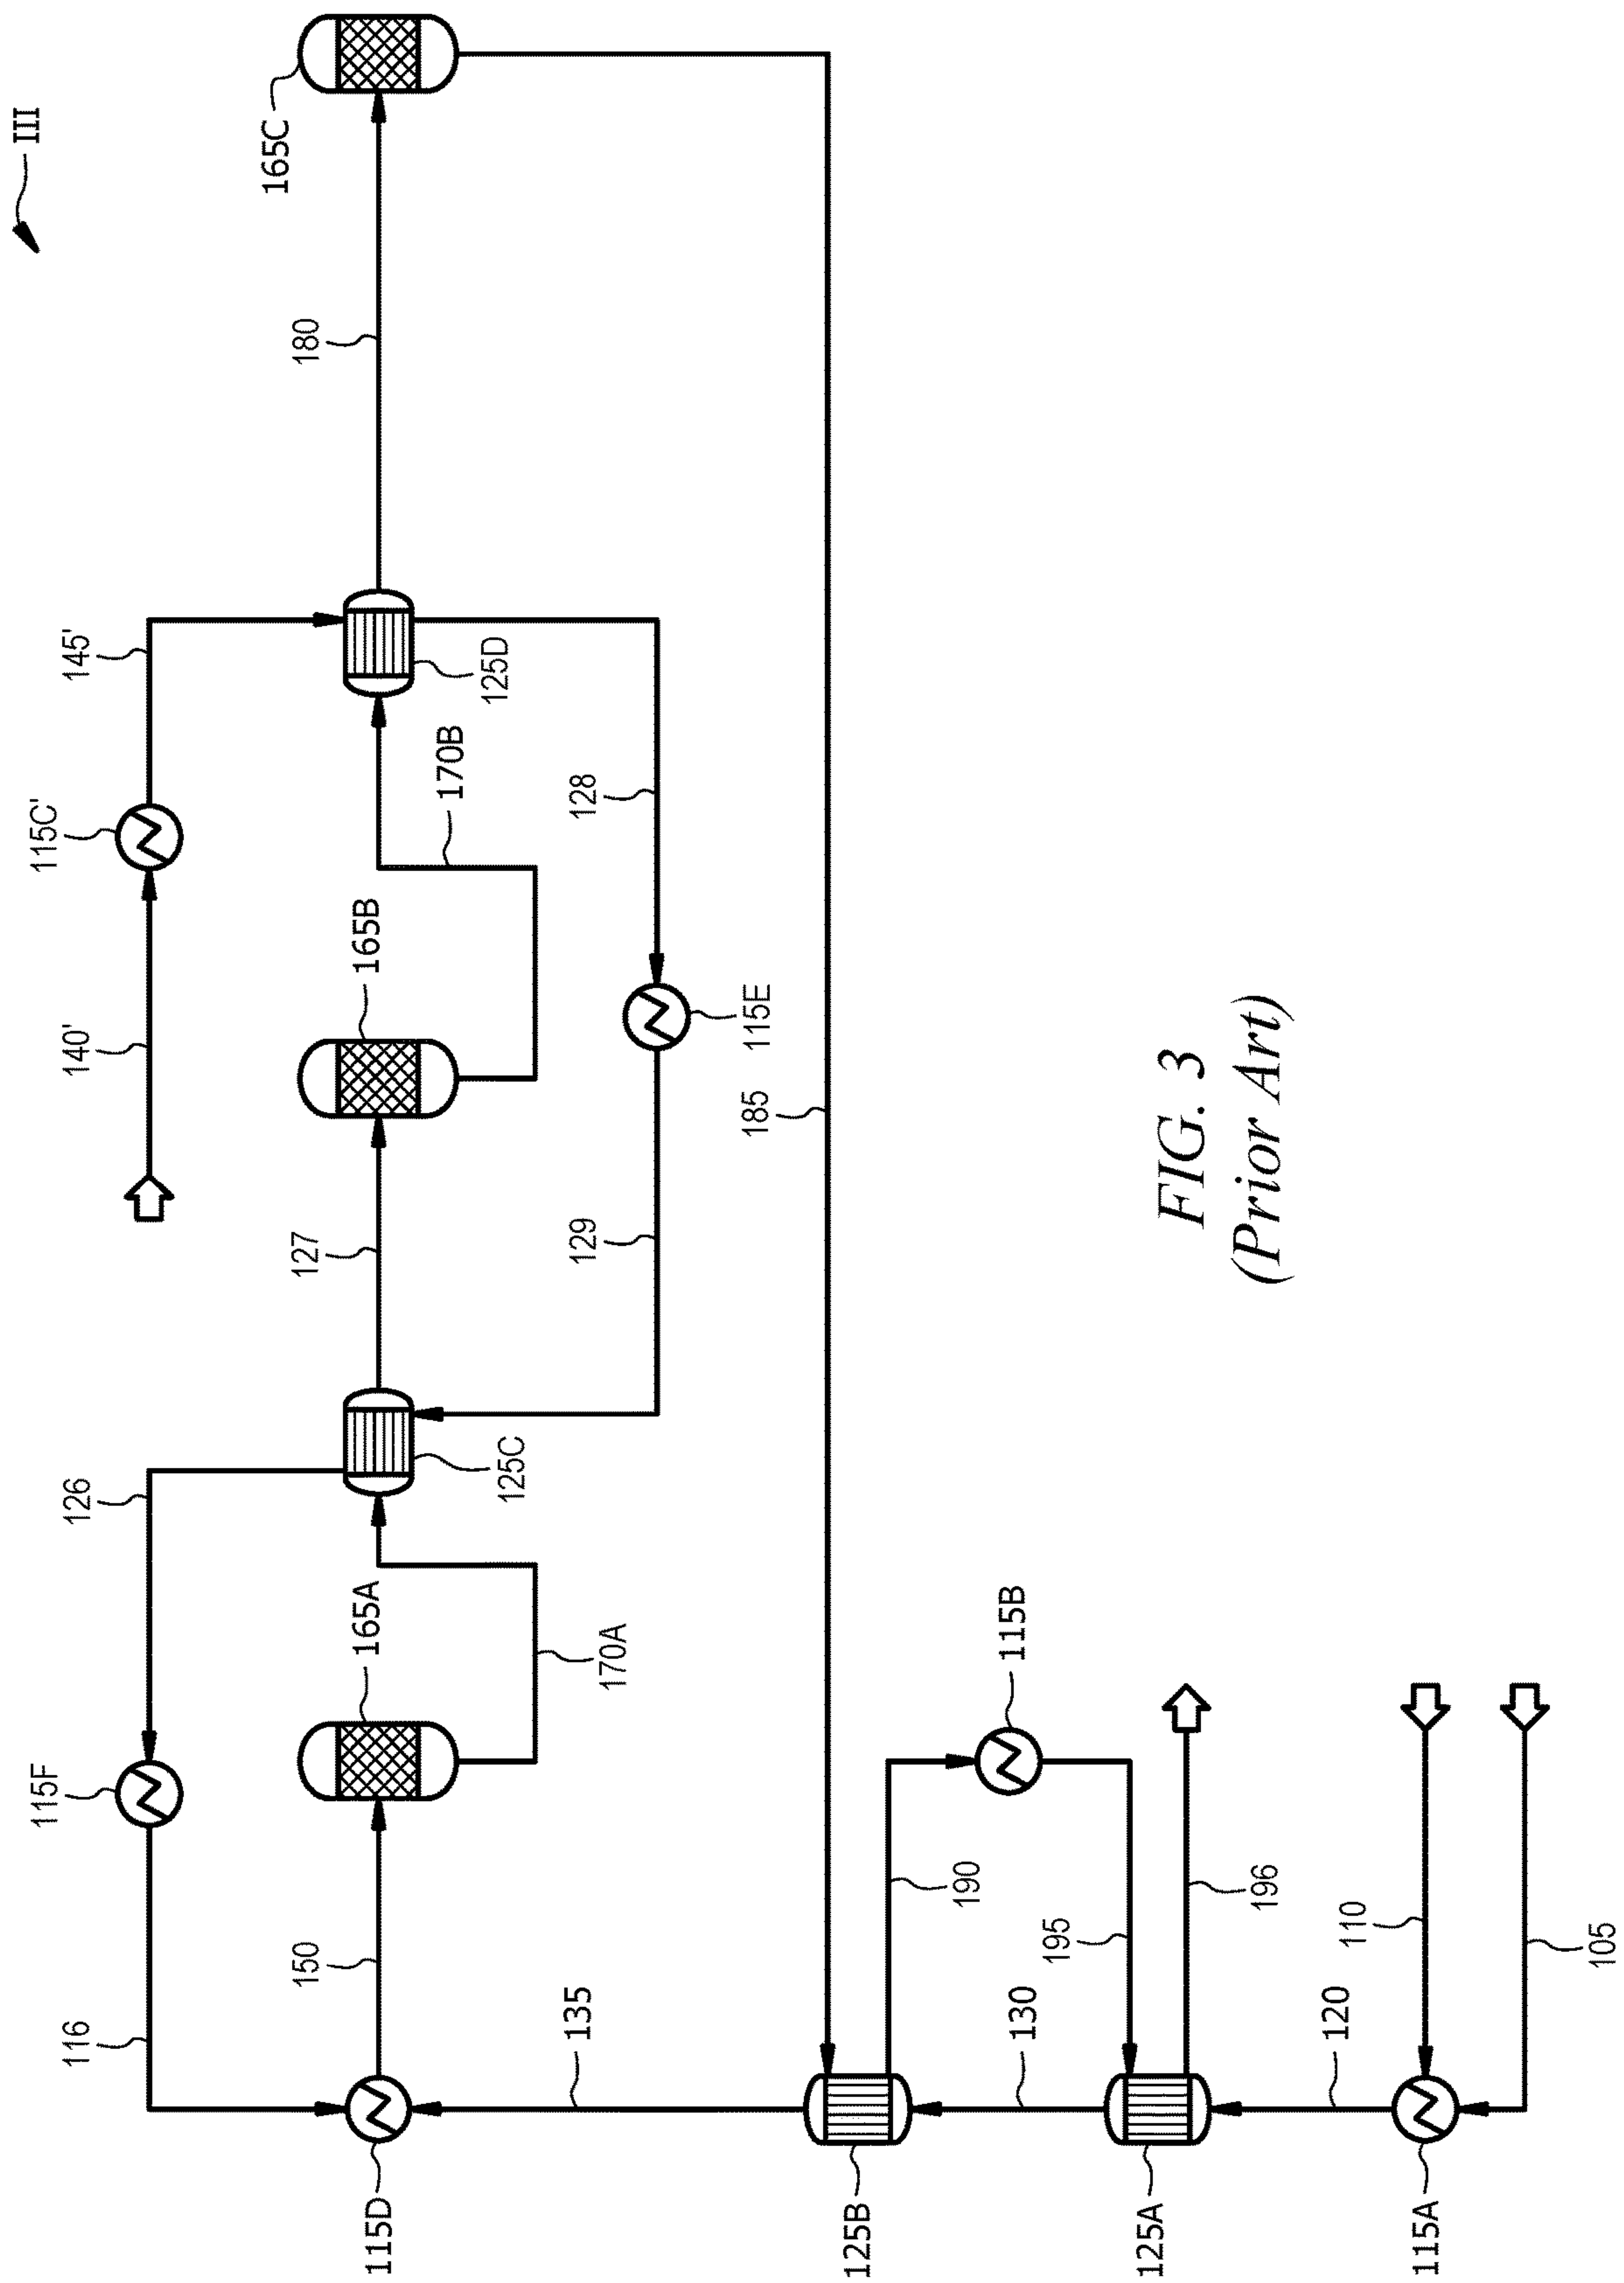 III
115F
115C'
116
126
140'
145'
165C
150
127
180
165A
165B
115D
170B
125D
125C
135
129
128
170A
185
115E
125B
190
115B
130
195
125A
196
120
110
115A
105
FIG. 3
(Prior Art)